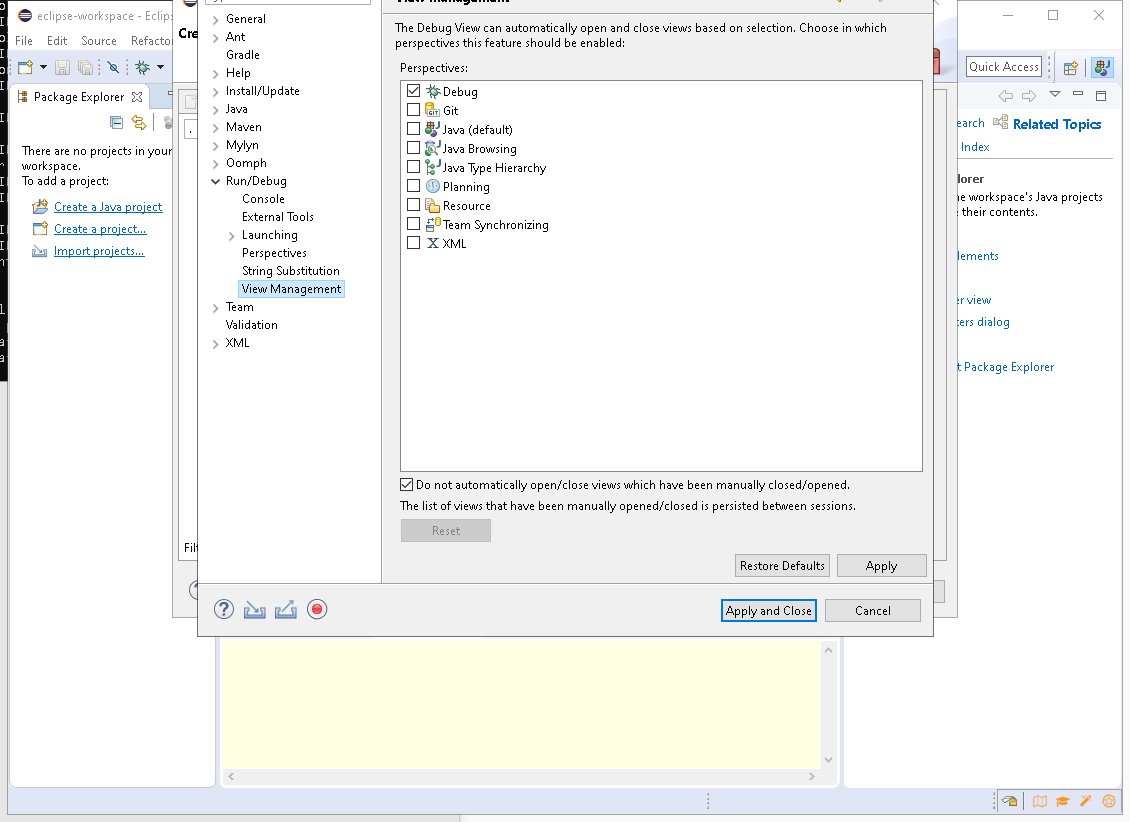 eclipse-workspace - Eclips
File Edit Source Refactor
Quick Access
Package Explorer
There are no projects in your
workspace.
To add a project:
Create a Java project
Create a project...
Import projects...
Cre
General
Ant
Gradle
Help
Install/Update
Java
Maven
Mylyn
Oomph
Run/Debug
Console
External Tools
Launching
Perspectives
String Substitution
View Management
Team
Validation
XML
View Management
The Debug View can automatically open and close views based on selection. Choose in which
perspectives this feature should be enabled:
Perspectives:
Debug
Git
Java (default)
Java Browsing
Java Type Hierarchy
Planning
Resource
Team Synchronizing
XML
Do not automatically open/close views which have been manually closed/opened.
The list of views that have been manually opened/closed is persisted between sessions.
Reset
Restore Defaults Apply
Apply and Close Cancel
Filt
earch Related Topics
Index
lorer
ne workspace's Java projects
their contents.
lements
er view
ters dialog
t Package Explorer